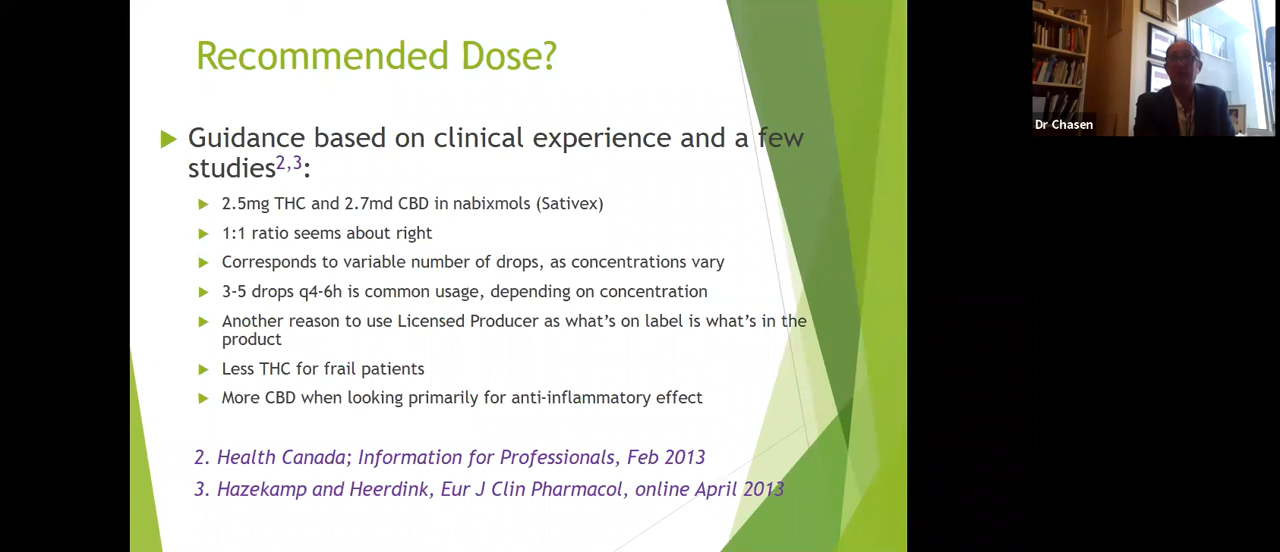 Recommended Dose?
Guidance based on clinical experience and a few
studies2,3:
2.5mg THC and 2.7md CBD in nabixmols (Sativex)
1:1 ratio seems about right
Corresponds to variable number of drops, as concentrations vary
3-5 drops q4-6h is common usage, depending on concentration
Another reason to use Licensed Producer as what's on label is what's in the
product
Less THC for frail patients
More CBD when looking primarily for anti-inflammatory effect
2. Health Canada; Information for Professionals, Feb 2013
3. Hazekamp and Heerdink, Eur J Clin Pharmacol, online April 2013
Dr Chasen